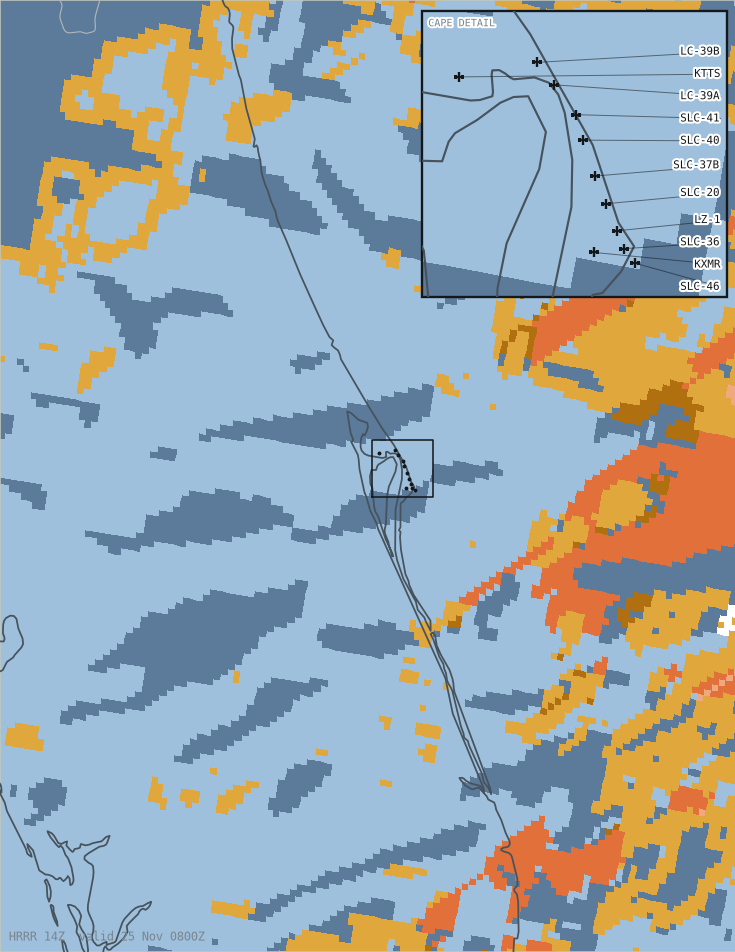 CAPE DETAIL
LC-39B
KTTS
LC-39A
SLC-41
SLC-40
SLC-37B
SLC-20
LZ-1
SLC-36
KXMR
SLC-46
HRRR 14Z, valid 25 Nov 0800Z